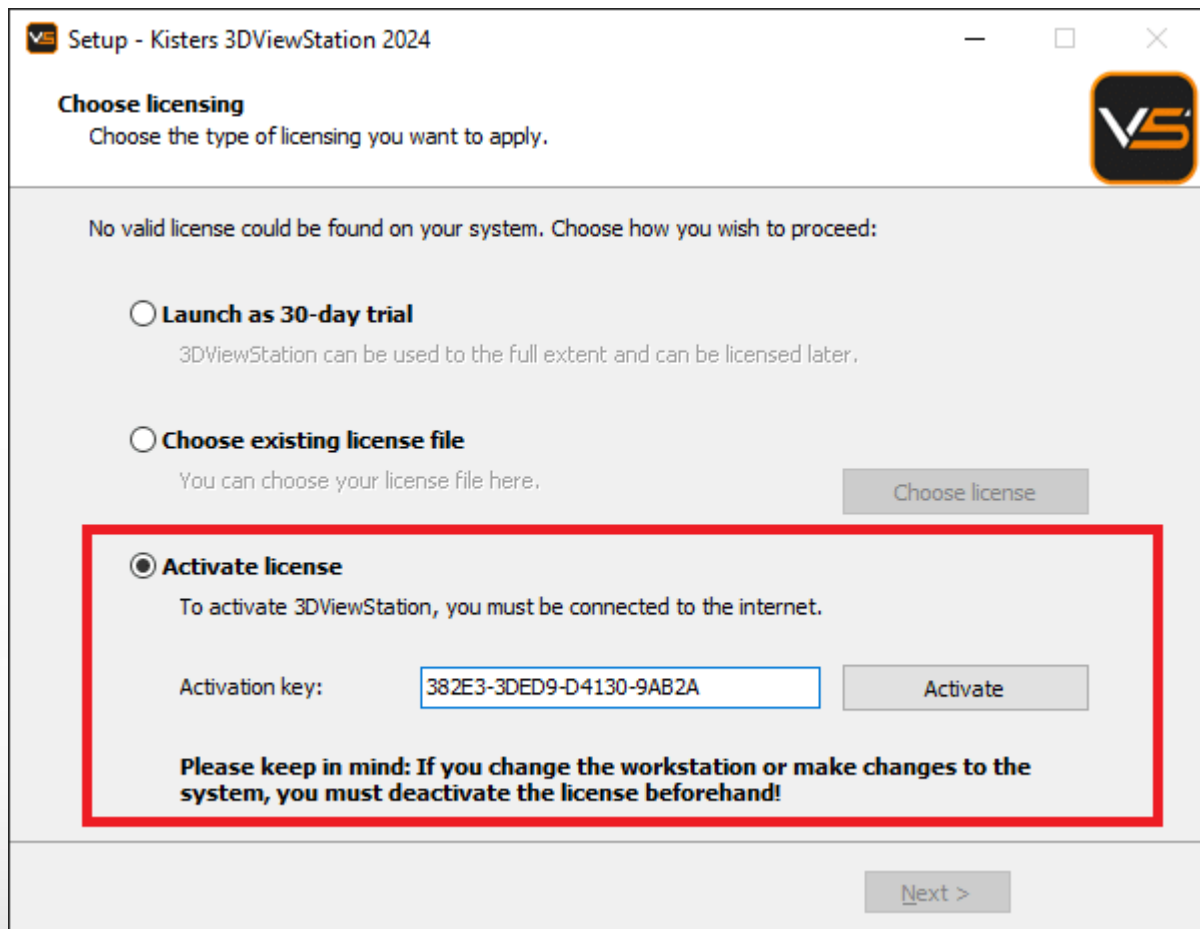 Setup - Kisters 3DViewStation 2024
Choose licensing
Choose the type of licensing you want to apply.
VS
No valid license could be found on your system. Choose how you wish to proceed:
Launch as 30-day trial
3DViewStation can be used to the full extent and can be licensed later.
Choose existing license file
You can choose your license file here.
Choose license
Activate license
To activate 3DViewStation, you must be connected to the internet.
Activation key: 382E3-3DED9-D4130-9AB2A Activate
Please keep in mind: If you change the workstation or make changes to the
system, you must deactivate the license beforehand!
Next >